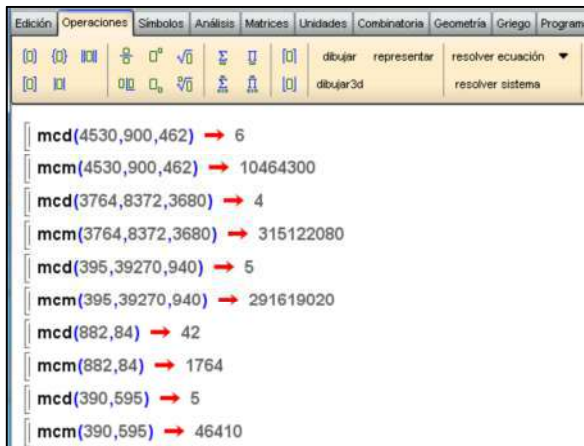 Edición Operaciones Símbolos Análisis Matrices Unidades Combinatoria Geometría Griego Program
dibujar representar resolver ecuación
dibujar3d resolver sistema
mcd(4530,900,462) → 6
mcm(4530,900,462) → 10464300
mcd(3764,8372,3680) → 4
mcm(3764,8372,3680) → 315122080
mcd(395,39270,940) → 5
mcm(395,39270,940) → 291619020
mcd(882,84) → 42
mcm(882,84) → 1764
mcd(390,595) → 5
mcm(390,595) → 46410